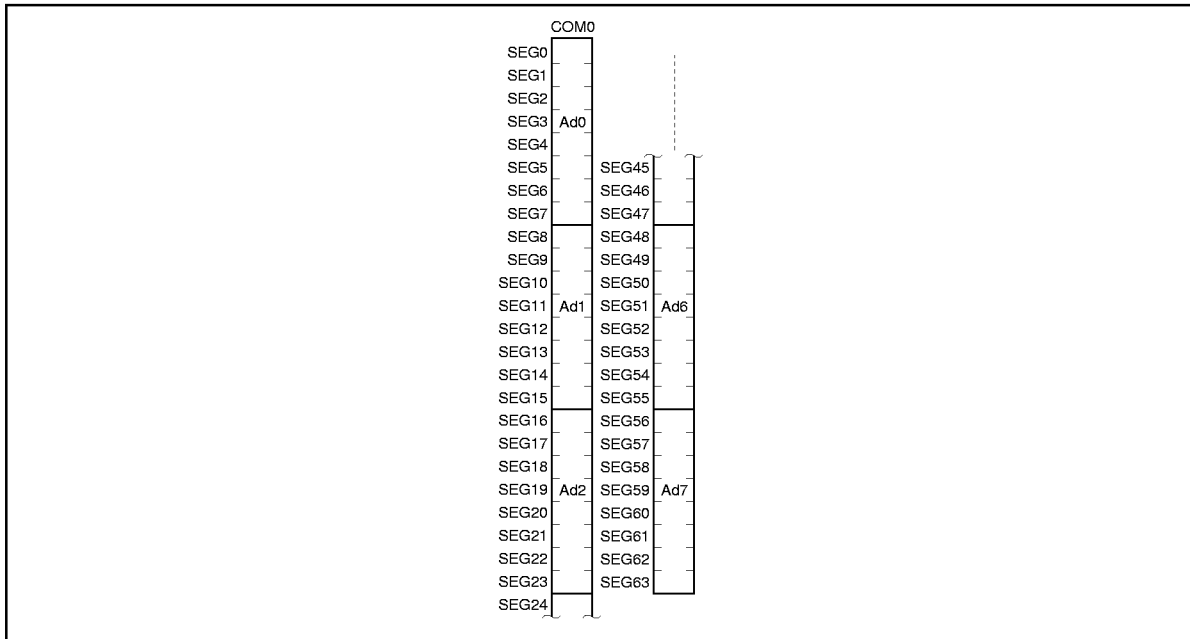 COM0
SEG0
SEG1
SEG2
SEG3 Ad0
SEG4
SEG5
SEG6
SEG7
SEG8
SEG9
SEG10
SEG11 Ad1
SEG12
SEG13
SEG14
SEG15
SEG16
SEG17
SEG18
SEG19 Ad2
SEG20
SEG21
SEG22
SEG23
SEG24
SEG45
SEG46
SEG47
SEG48
SEG49
SEG50
SEG51 Ad6
SEG52
SEG53
SEG54
SEG55
SEG56
SEG57
SEG58
SEG59 Ad7
SEG60
SEG61
SEG62
SEG63